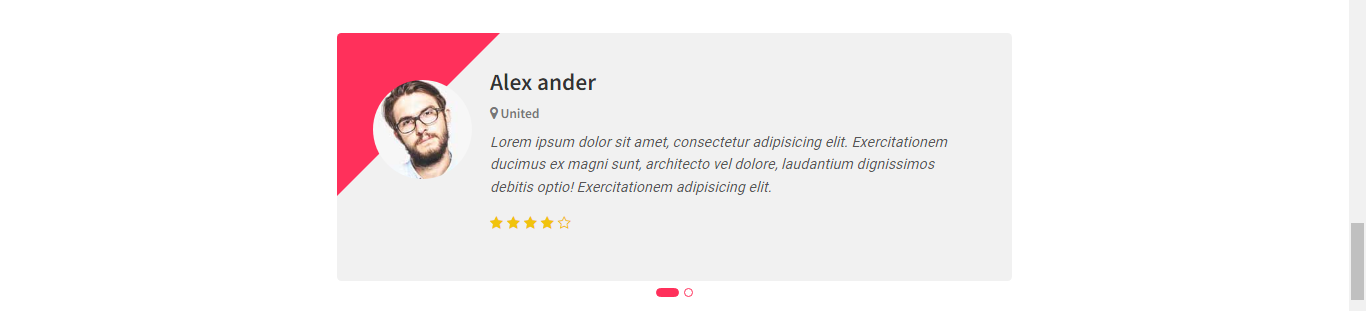 Alex ander
United
Lorem ipsum dolor sit amet, consectetur adipisicing elit. Exercitationem
ducimus ex magni sunt, architecto vel dolore, laudantium dignissimos
debitis optio! Exercitationem adipisicing elit.